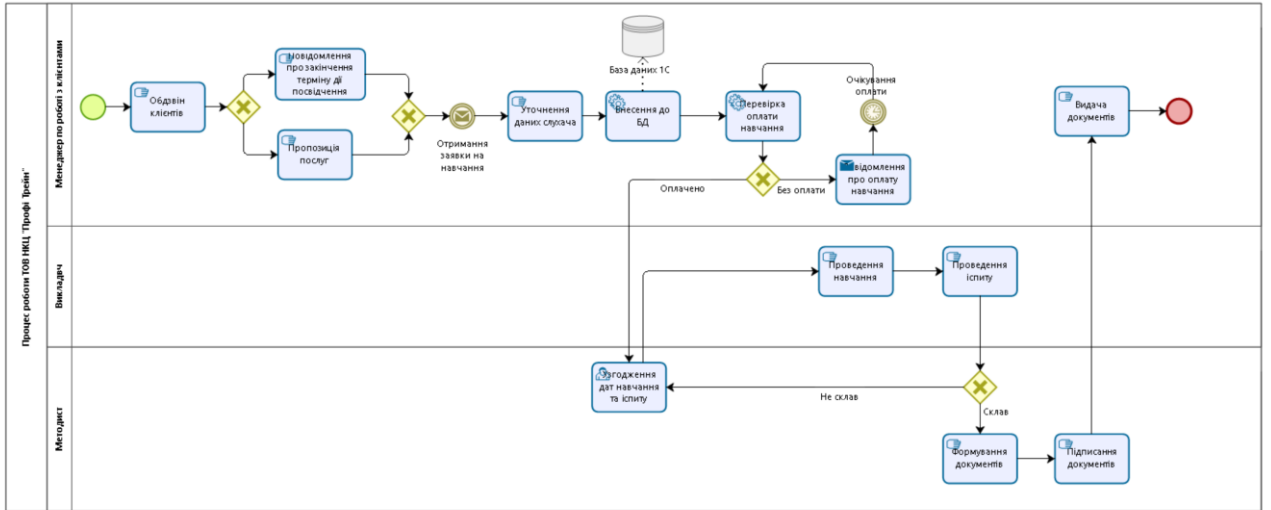 Процес роботи ТОВ НКЦ "Профі Трейн"
Менеджер по роботі з клієнтами
Обдзвін
клієнтів
Повідомлення
про закінчення
терміну дії
посвідчення
Пропозиція
послуг
Отримання
заявки на
навчання
Уточнення
даних слухача
База даних 1С
Внесення до
БД
Перевірка
оплати
навчання
Очікування
оплати
Оплачено
Без оплати
відомлення
про оплату
навчання
Видача
документів
Викладвч
Проведення
навчання
Проведення
іспиту
Методист
Узгодження
дат навчання
та іспиту
Не склав
Склав
Формування
документів
Підписання
документів